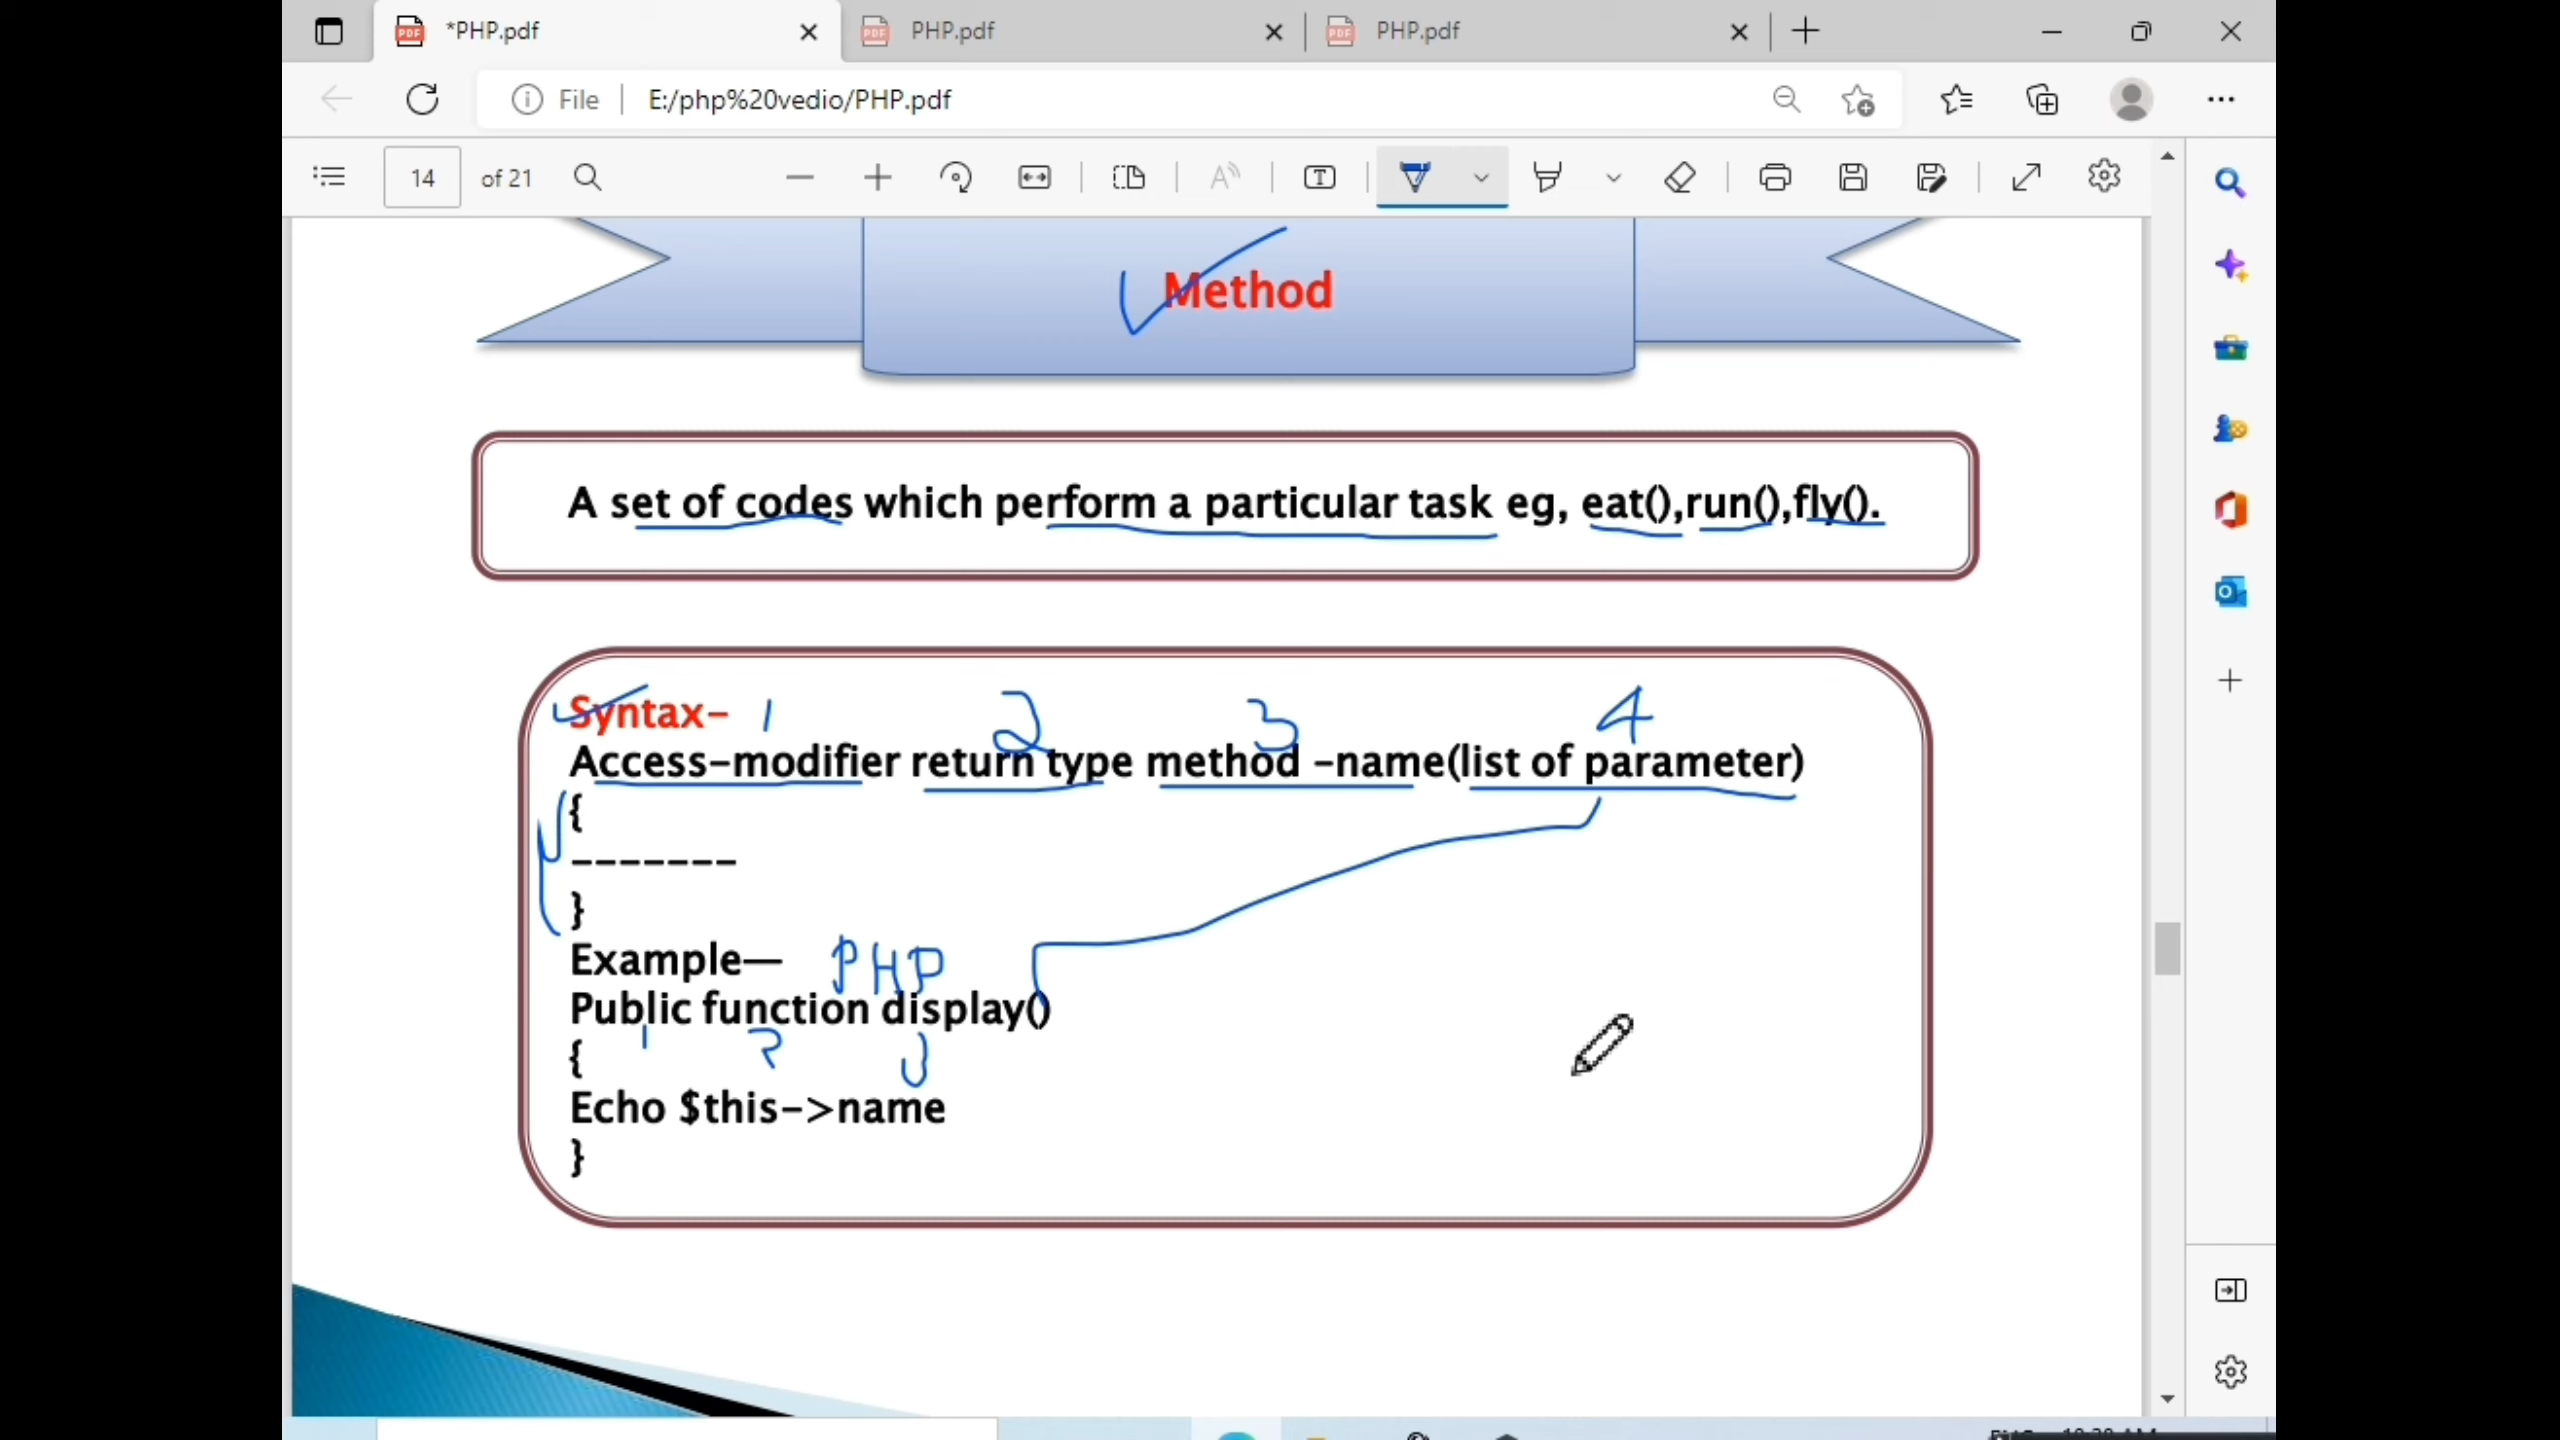 *PHP.pdf
PHP.pdf
PHP.pdf
File
E:/php%20vedio/PHP.pdf
14 of 21
Method
A set of codes which perform a particular task eg, eat(),run(),fly().
1 2 3 4
Syntax-
Access-modifier return type method -name(list of parameter)
{
-------
}
Example— PHP
Public function display()
1 2 3
{
Echo $this->name
}